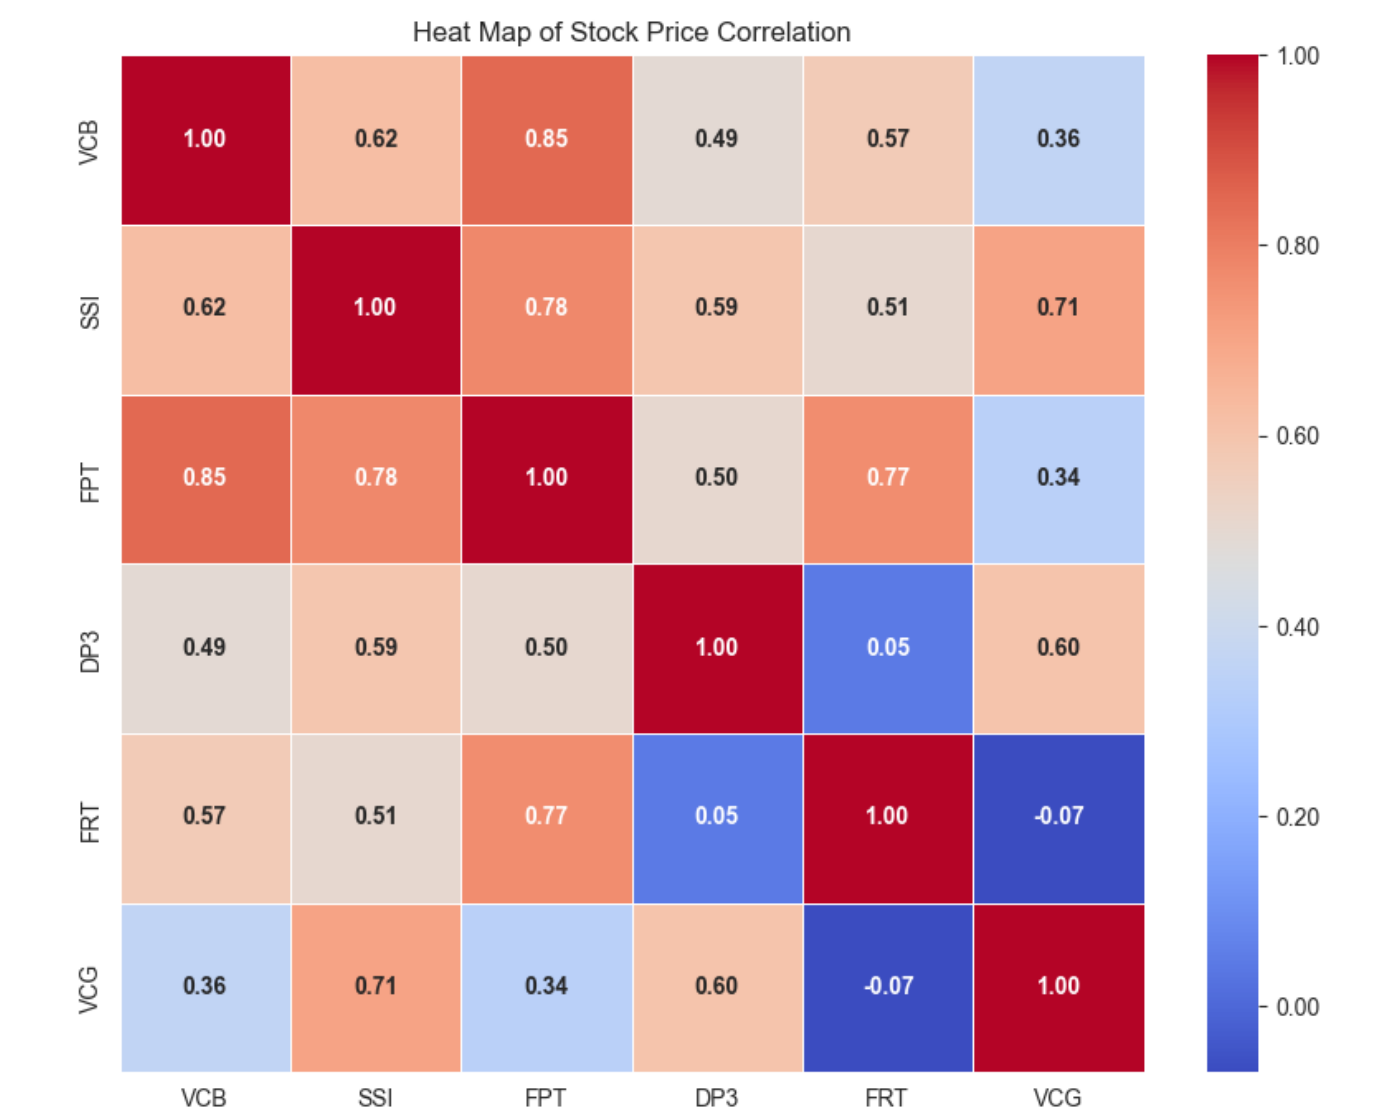 Heat Map of Stock Price Correlation
VCB 1.00 0.62 0.85 0.49 0.57 0.36
SSI 0.62 1.00 0.78 0.59 0.51 0.71
FPT 0.85 0.78 1.00 0.50 0.77 0.34
DP3 0.49 0.59 0.50 1.00 0.05 0.60
FRT 0.57 0.51 0.77 0.05 1.00 -0.07
VCG 0.36 0.71 0.34 0.60 -0.07 1.00
VCB SSI FPT DP3 FRT VCG
1.00
0.80
0.60
0.40
0.20
0.00